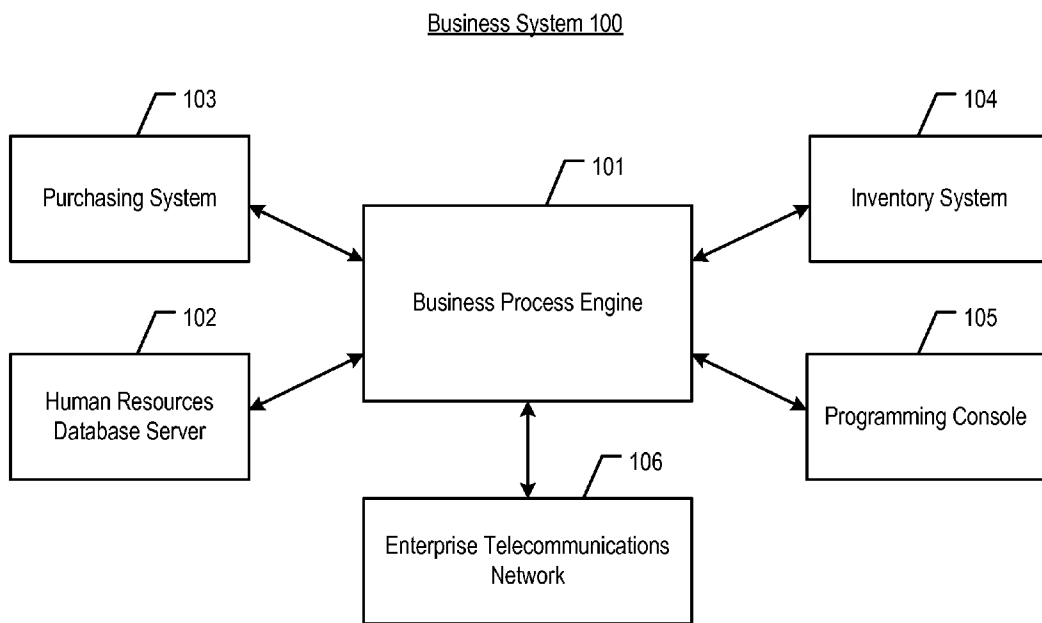 Business System 100
103
Purchasing System
104
Inventory System
101
Business Process Engine
102
Human Resources
Database Server
105
Programming Console
106
Enterprise Telecommunications
Network